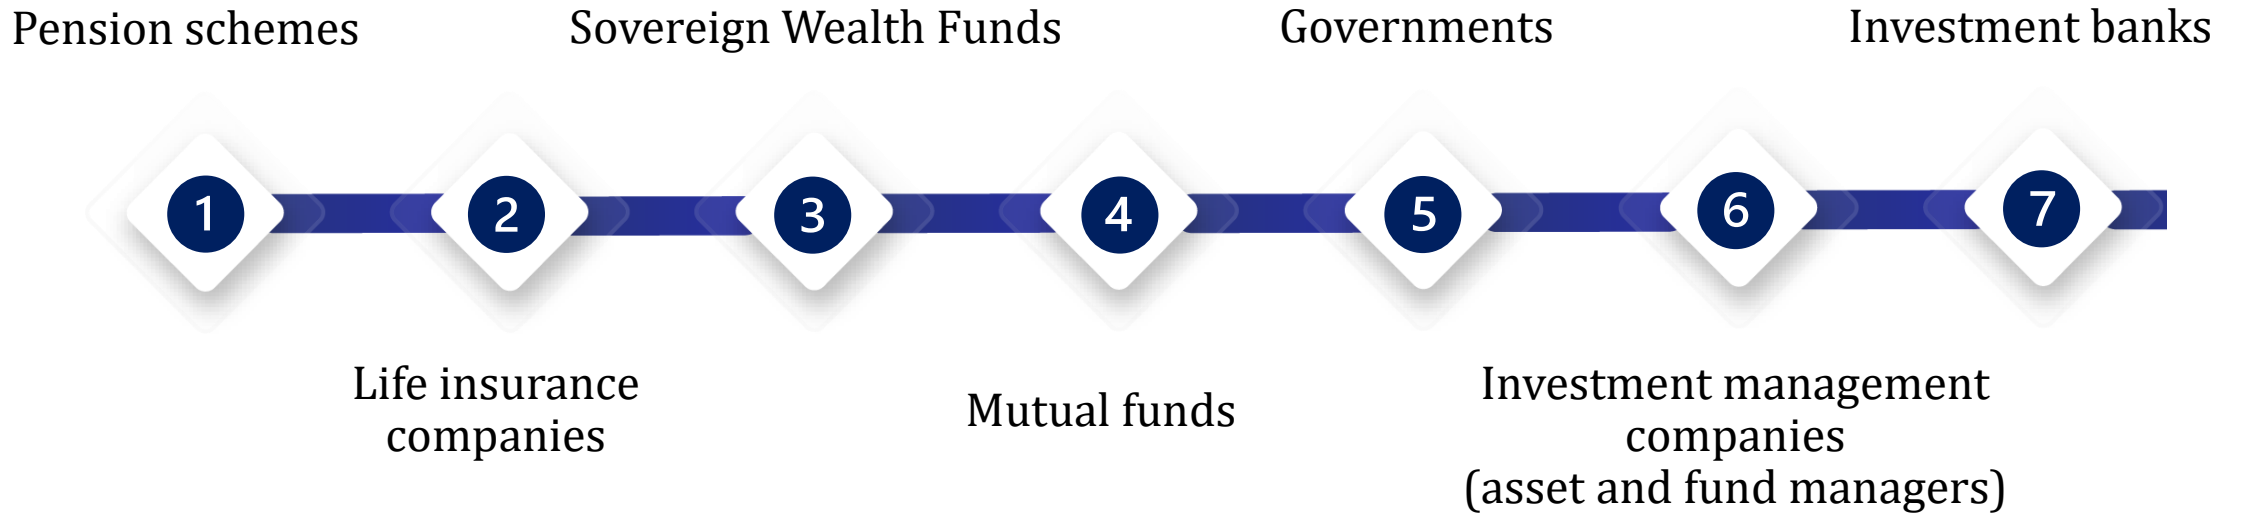 Pension schemes
Sovereign Wealth Funds
Governments
Investment banks
1
2
3
4
5
6
7
Life insurance
companies
Mutual funds
Investment management
companies
(asset and fund managers)